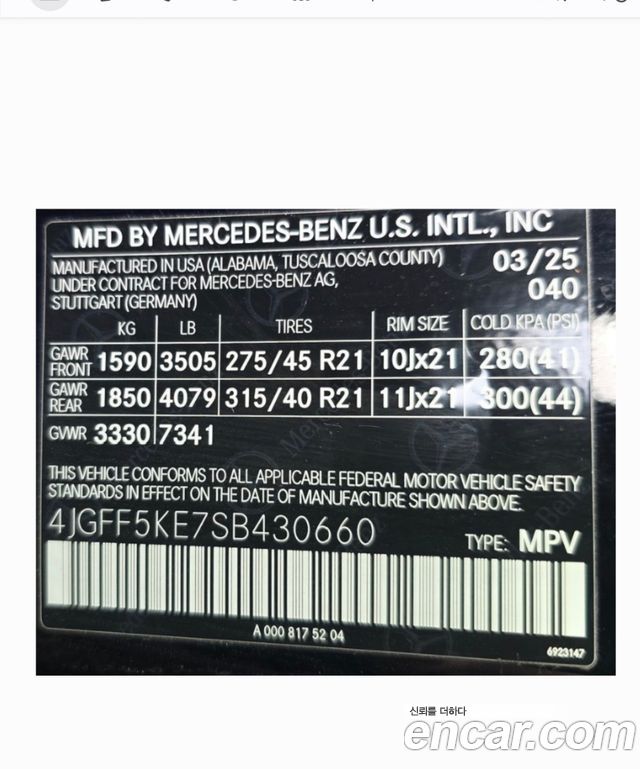 MFD BY MERCEDES-BENZ U.S. INTL., INC
MANUFACTURED IN USA (ALABAMA, TUSCALOOSA COUNTY) 03/25
UNDER CONTRACT FOR MERCEDES-BENZ AG, 040
STUTTGART (GERMANY)
KG LB TIRES RIM SIZE COLD KPA (PSI)
GAWR FRONT 1590 3505 275/45 R21 10Jx21 280(41)
GAWR REAR 1850 4079 315/40 R21 11Jx21 300(44)
GVWR 3330 7341
THIS VEHICLE CONFORMS TO ALL APPLICABLE FEDERAL MOTOR VEHICLE SAFETY
STANDARDS IN EFFECT ON THE DATE OF MANUFACTURE SHOWN ABOVE.
4JGFF5KE7SB430660 TYPE: MPV
A 000 817 52 04
6923147
신뢰를 더하다
encar.com